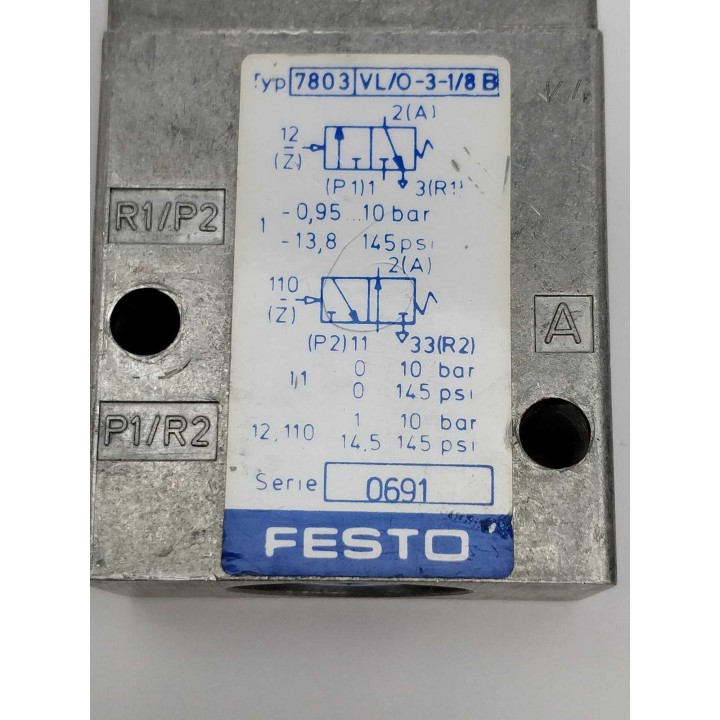 Typ 7803 VL/O-3-1/8 B
2(A)
12
(Z)
(P1)1 3(R1)
R1/P2
1 -0,95...10 bar
-13,8 145 psi
2(A)
110
(Z)
(P2)11 33(R2)
A
11 0 10 bar
0 145 psi
P1/R2
12,110 1 10 bar
14,5 145 psi
Serie 0691
FESTO